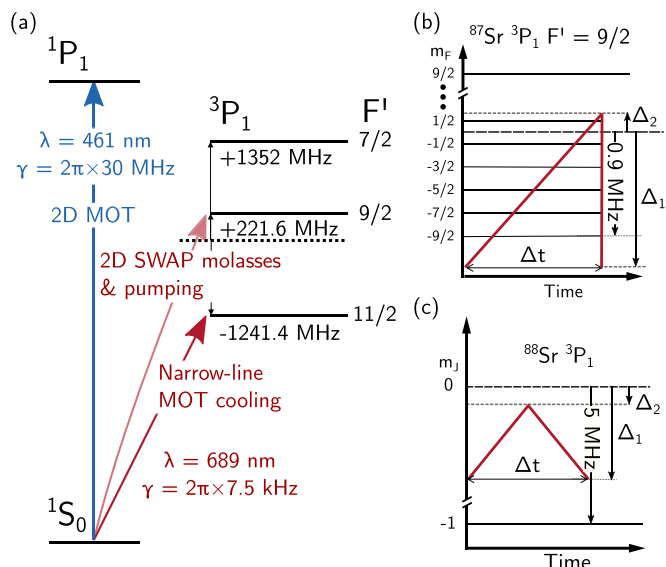 (a)
¹P₁
λ = 461 nm
γ = 2π×30 MHz
2D MOT
³P₁
F'
7/2
+1352 MHz
9/2
+221.6 MHz
2D SWAP molasses
& pumping
11/2
-1241.4 MHz
Narrow-line
MOT cooling
λ = 689 nm
γ = 2π×7.5 kHz
¹S₀
(b)
⁸⁷Sr ³P₁ F' = 9/2
m_F
9/2
1/2
-1/2
-3/2
-5/2
-7/2
-9/2
Δ₂
-0.9 MHz
Δ₁
Δt
Time
(c)
⁸⁸Sr ³P₁
m_J
0
Δ₂
Δ₁
5 MHz
Δt
-1
Time